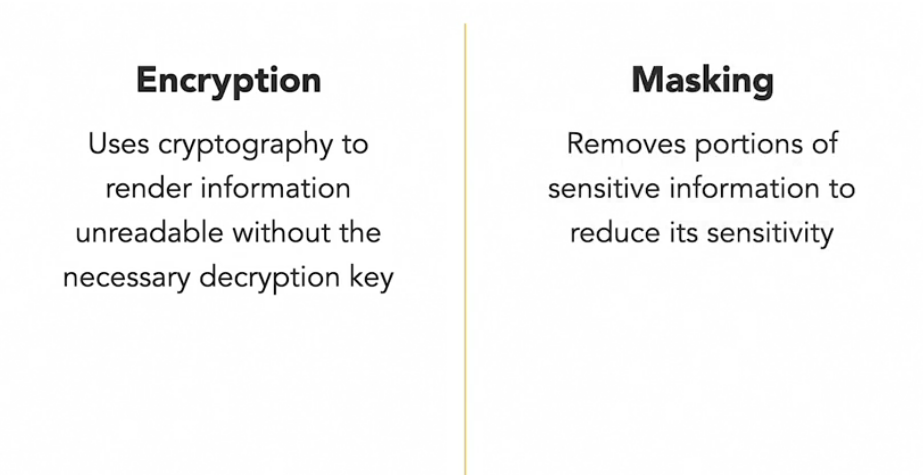 Encryption
Uses cryptography to
render information
unreadable without the
necessary decryption key
Masking
Removes portions of
sensitive information to
reduce its sensitivity